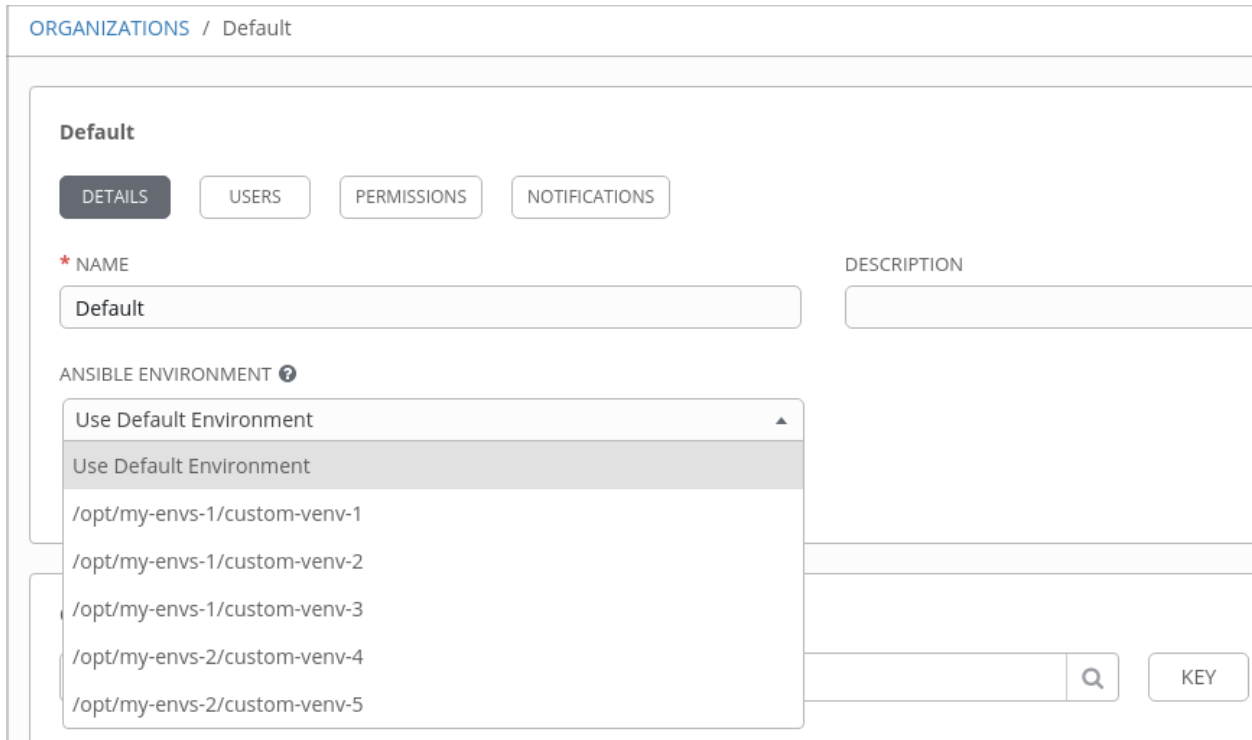 ORGANIZATIONS / Default
Default
DETAILS USERS PERMISSIONS NOTIFICATIONS
* NAME DESCRIPTION
Default
ANSIBLE ENVIRONMENT ?
Use Default Environment
Use Default Environment
/opt/my-envs-1/custom-venv-1
/opt/my-envs-1/custom-venv-2
/opt/my-envs-1/custom-venv-3
/opt/my-envs-2/custom-venv-4
KEY
/opt/my-envs-2/custom-venv-5